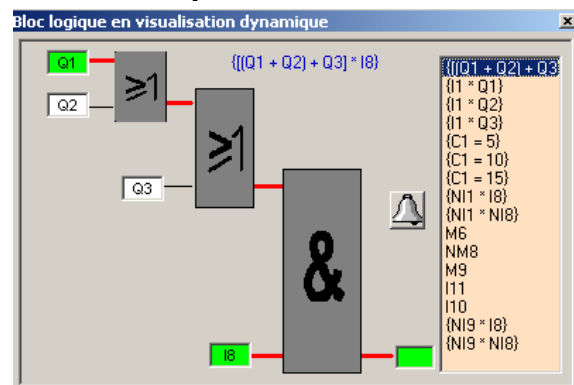 Bloc logique en visualisation dynamique
Q1
Q2
Q3
I8
≥1
≥1
&
{[(Q1 + Q2) + Q3] * I8}
{[(Q1 + Q2) + Q3
{I1 * Q1}
{I1 * Q2}
{I1 * Q3}
{C1 = 5}
{C1 = 10}
{C1 = 15}
{NI1 * I8}
{NI1 * NI8}
M6
NM8
M9
I11
I10
{NI9 * I8}
{NI9 * NI8}